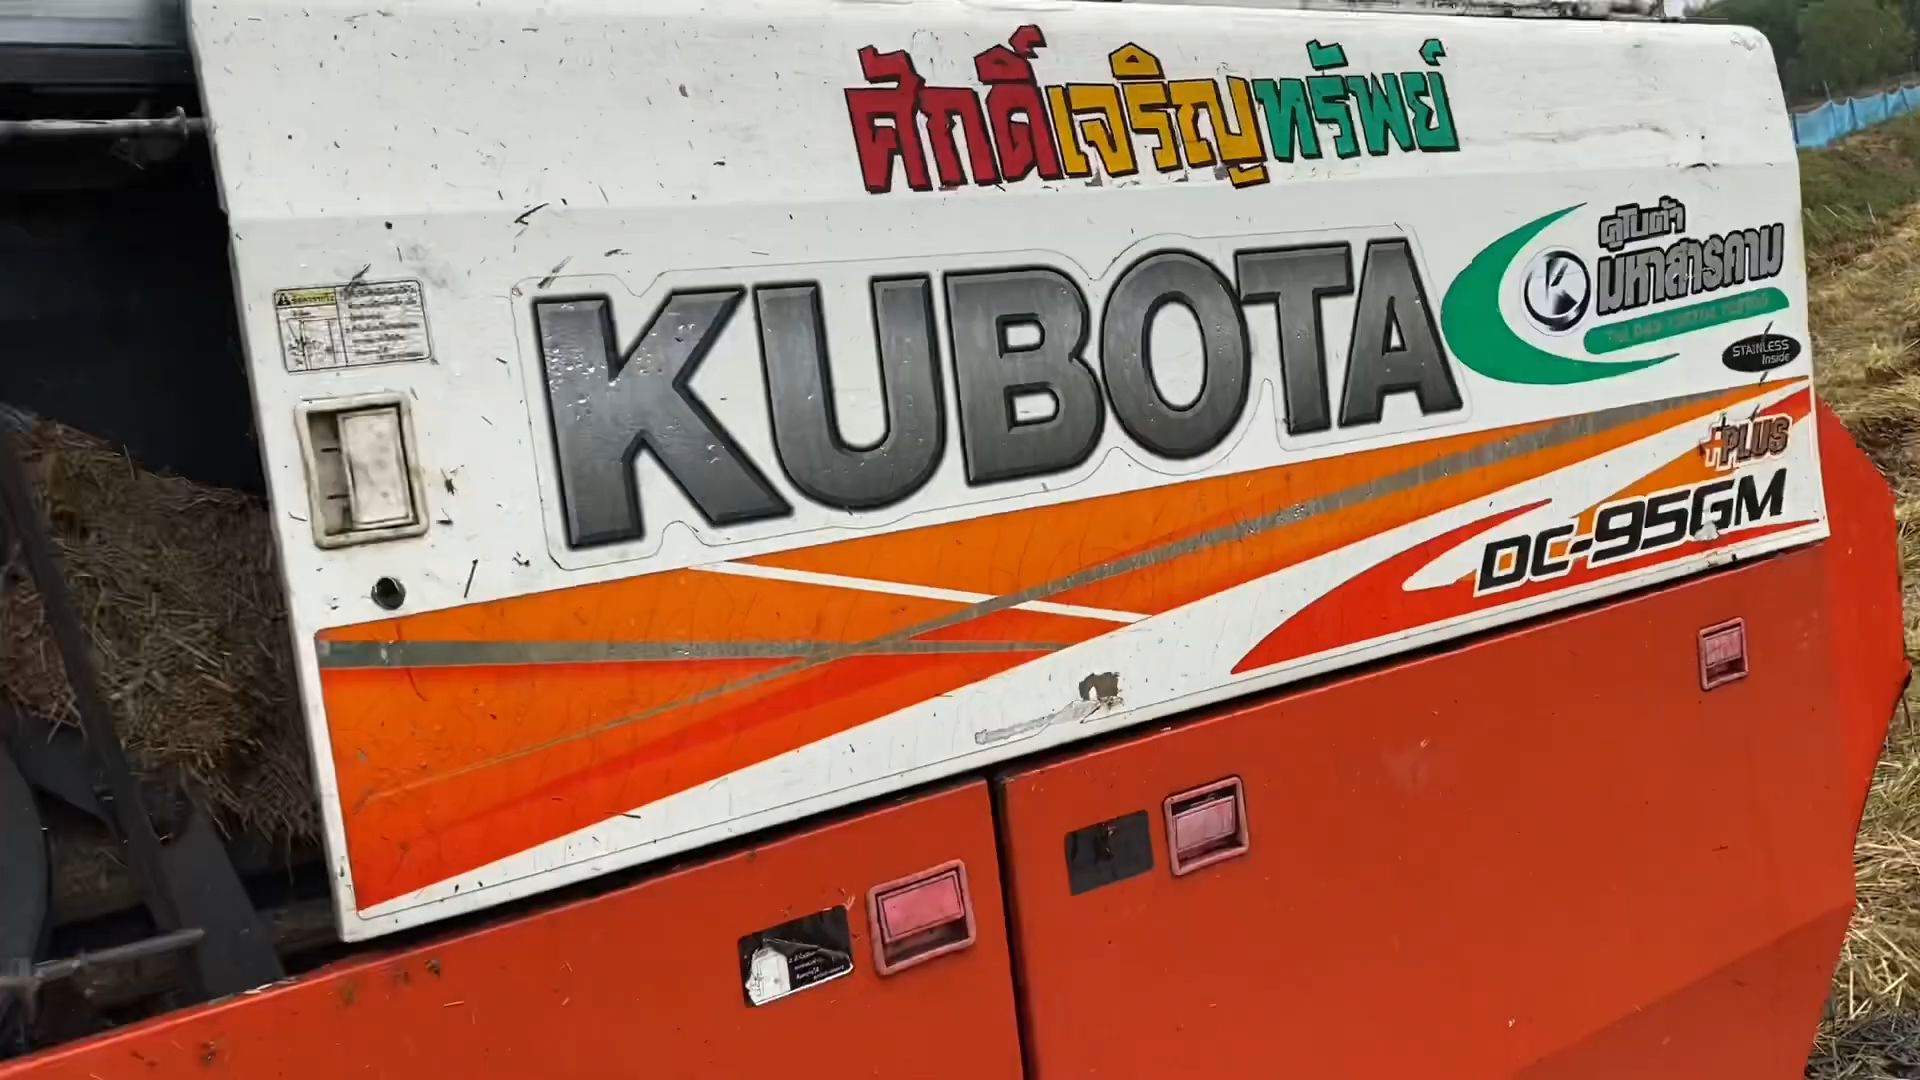 ศักดิ์เจริญทรัพย์
KUBOTA
คูโบต้า
มหาสารคาม
STAINLESS
Inside
+PLUS
DC-95GM